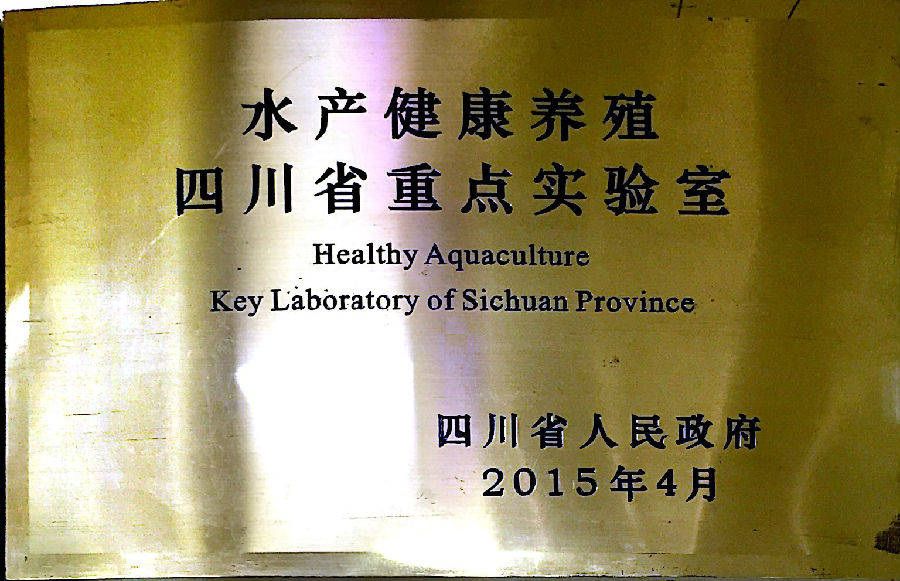 水产健康养殖
四川省重点实验室
Healthy Aquaculture
Key Laboratory of Sichuan Province
四川省人民政府
2015年4月